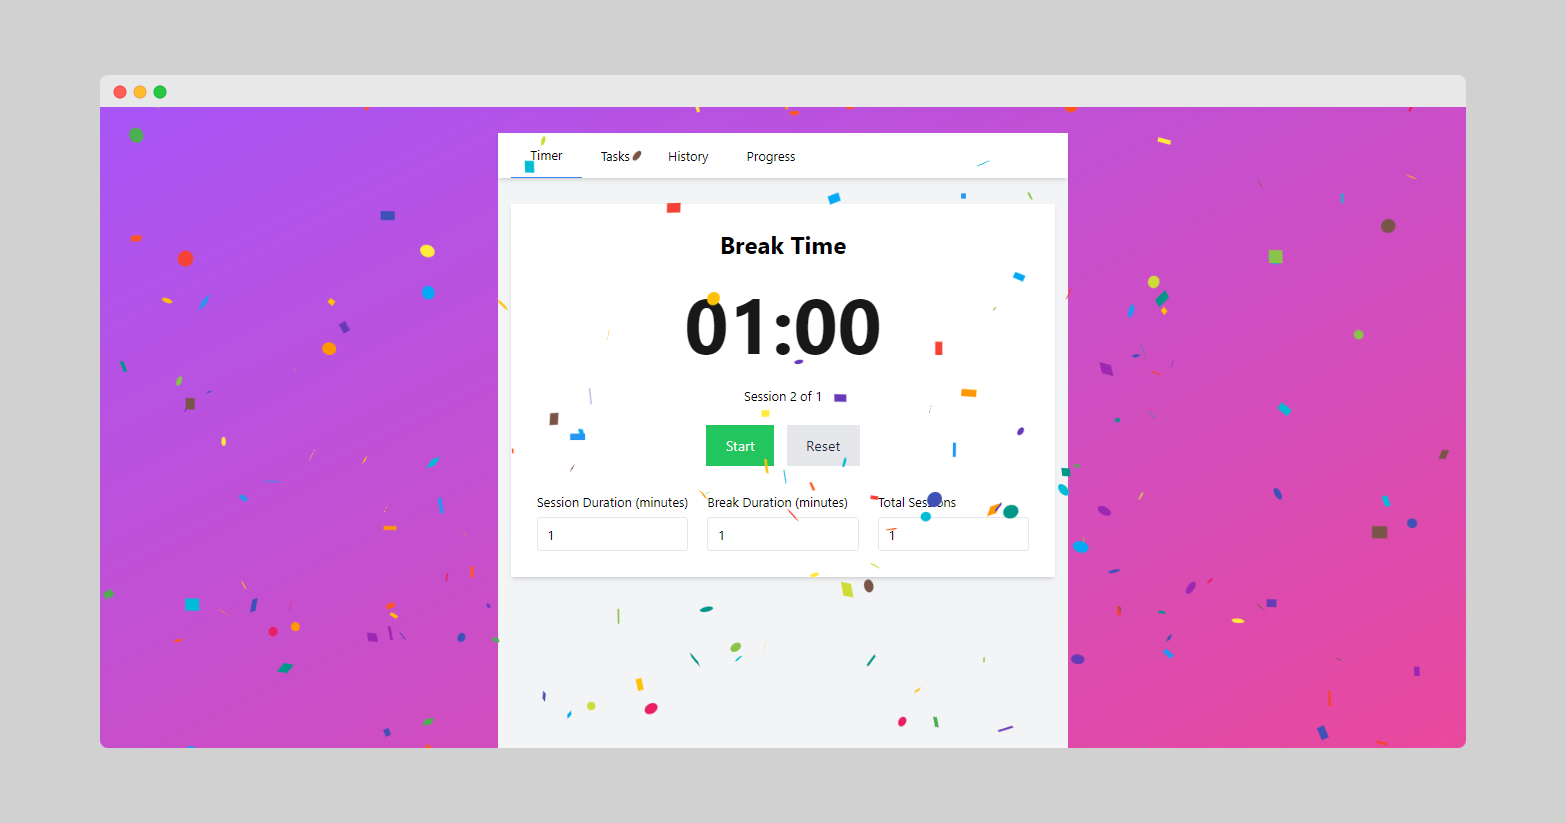 Timer Tasks History Progress
Break Time
01:00
Session 2 of 1
Start Reset
Session Duration (minutes) Break Duration (minutes) Total Sessions
1 1 1